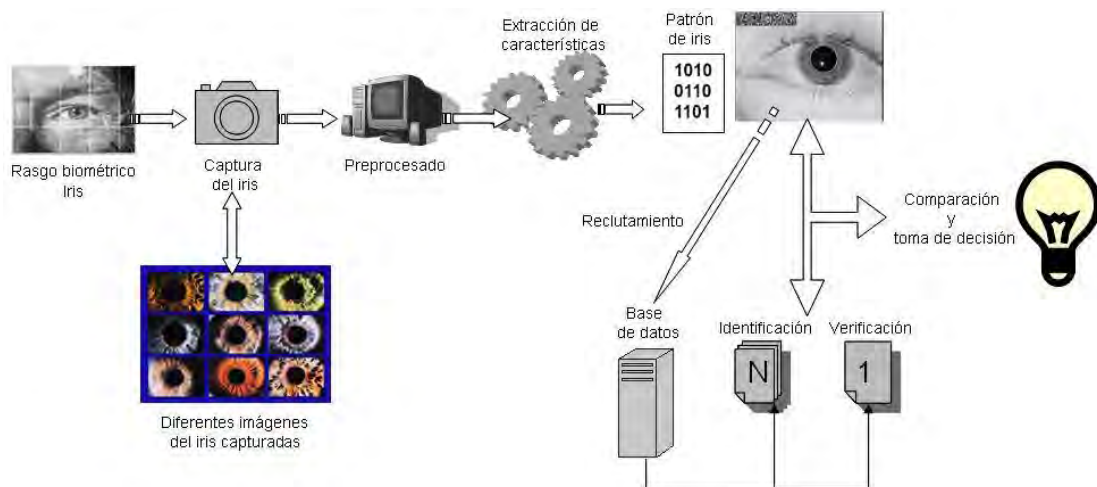 Rasgo biométrico
Iris
Captura
del iris
Diferentes imágenes
del iris capturadas
Preprocesado
Extracción de
características
Patrón
de iris
1010
0110
1101
Reclutamiento
Comparación
y
toma de decisión
Base
de datos
Identificación
N
Verificación
1